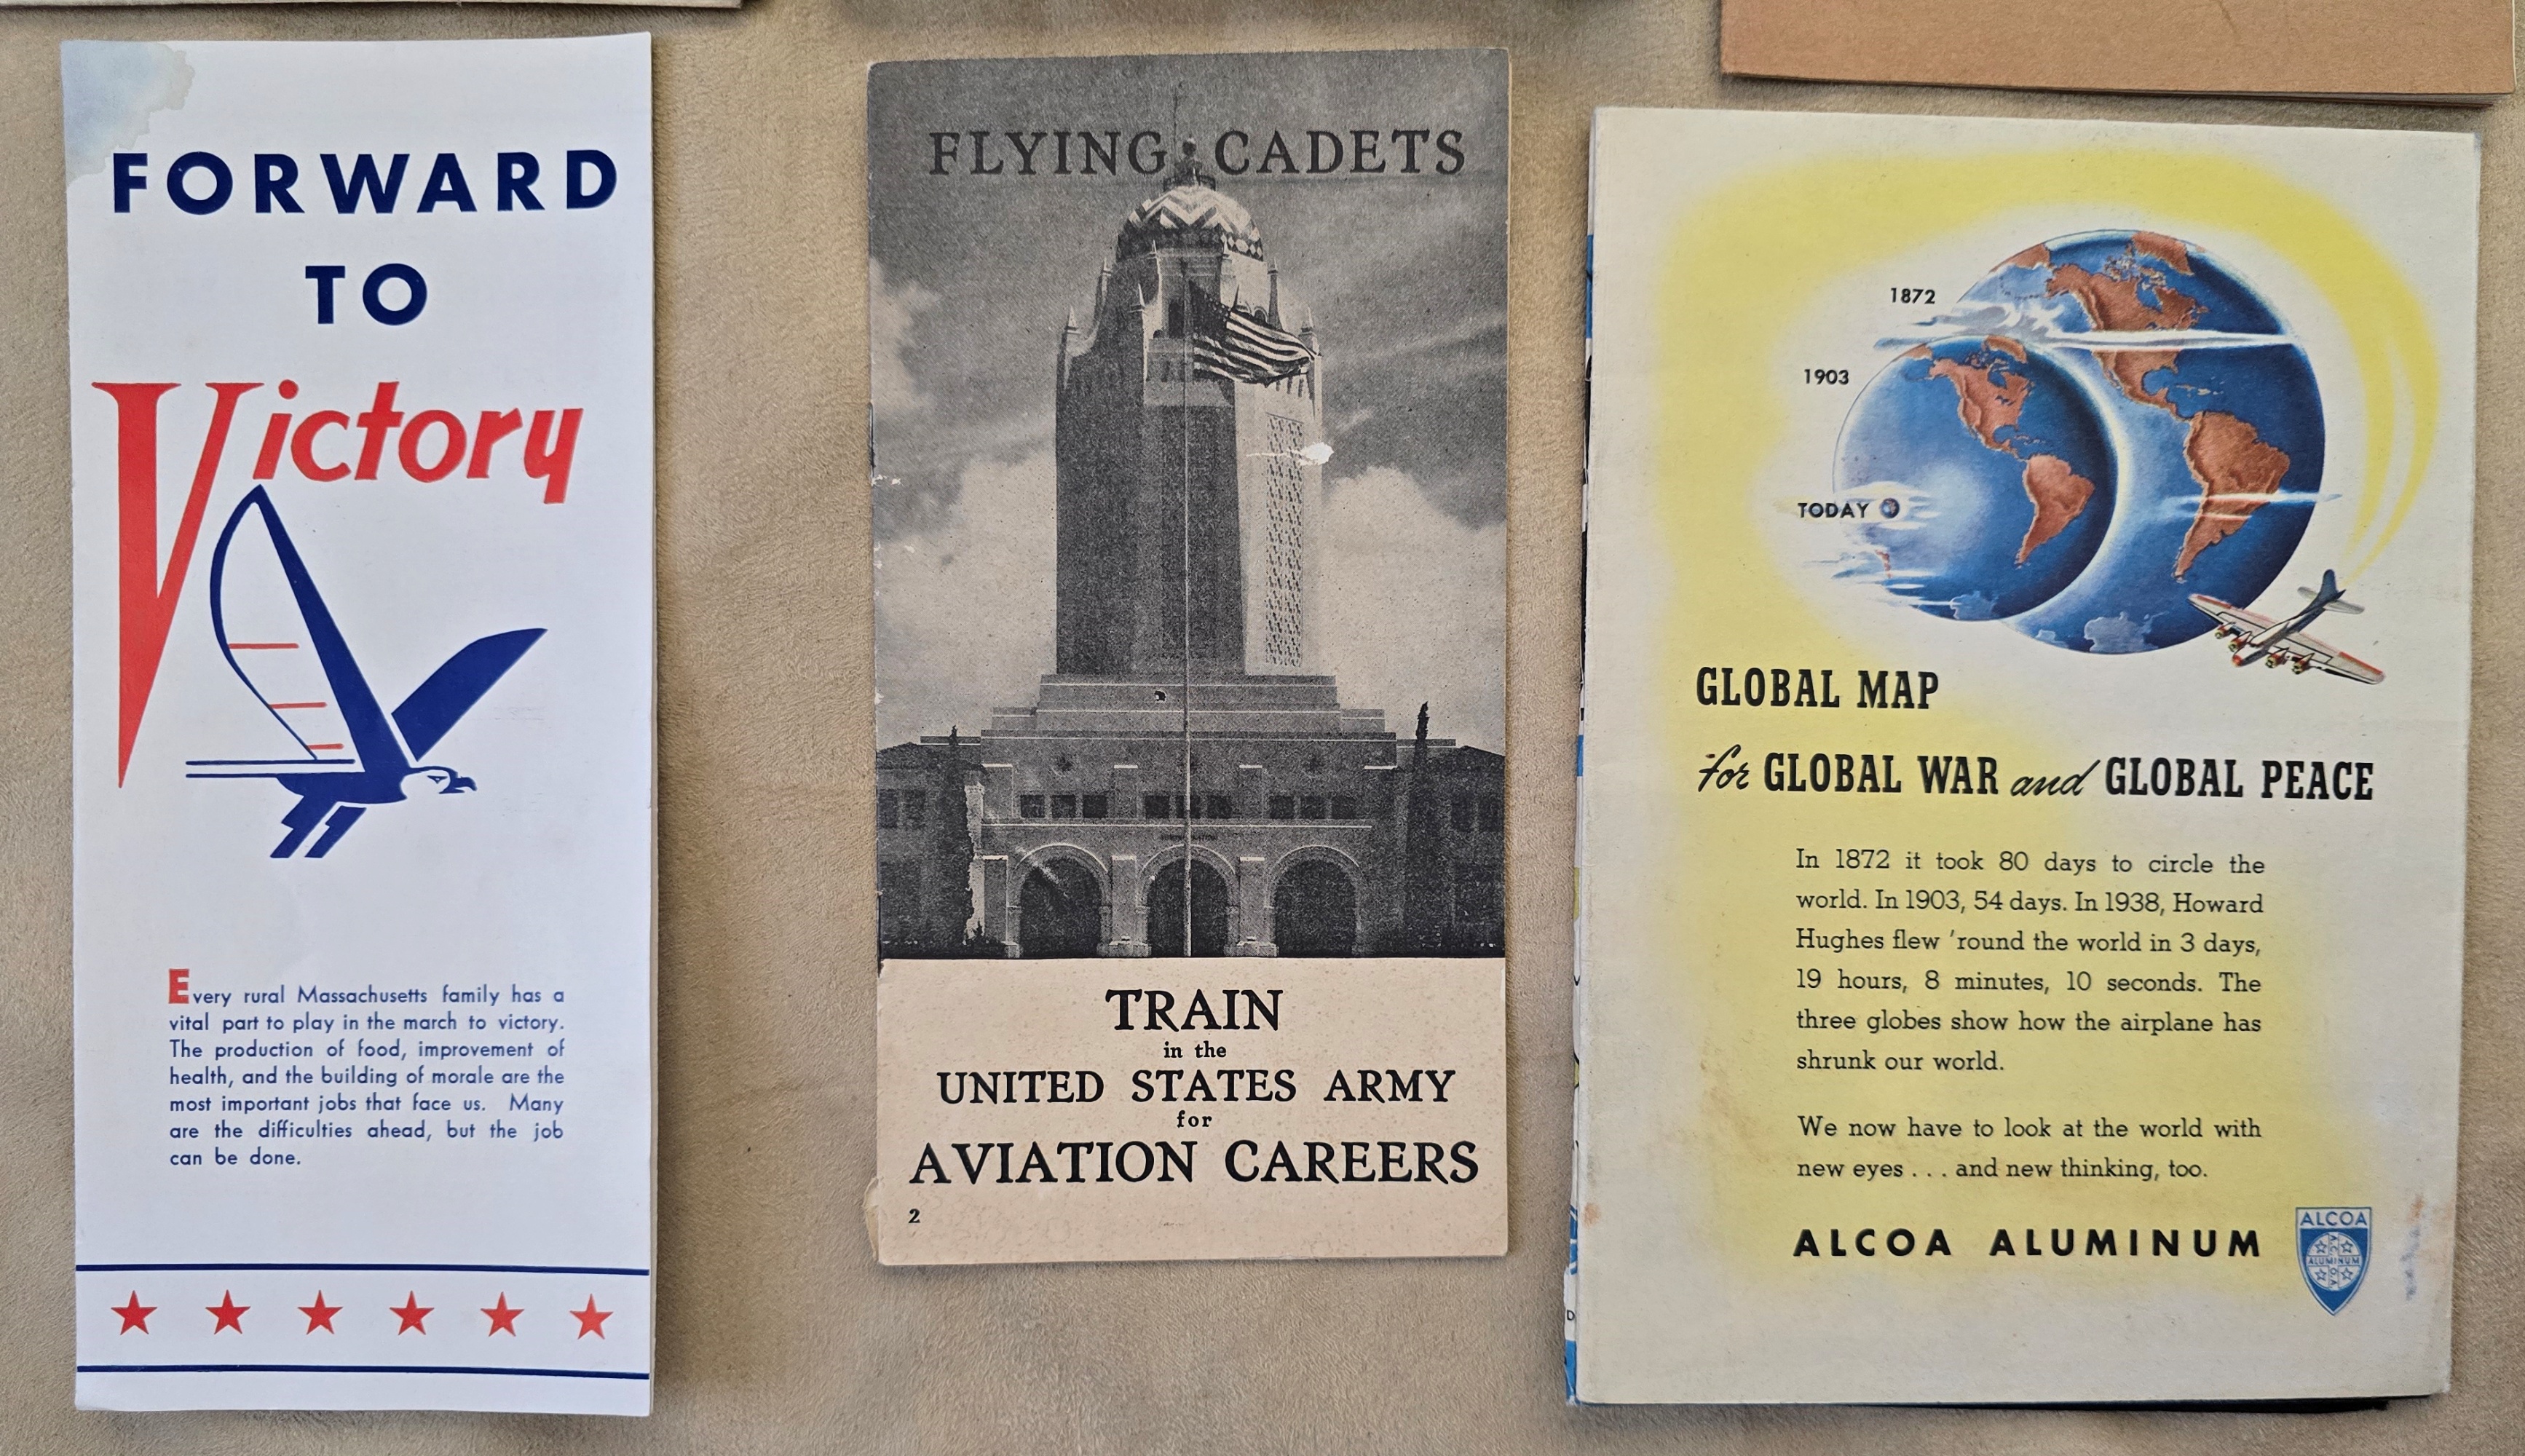 FORWARD
TO
Victory
Every rural Massachusetts family has a
vital part to play in the march to victory.
The production of food, improvement of
health, and the building of morale are the
most important jobs that face us. Many
are the difficulties ahead, but the job
can be done.
FLYING CADETS
TRAIN
in the
UNITED STATES ARMY
for
AVIATION CAREERS
2
1872
1903
TODAY
GLOBAL MAP
for GLOBAL WAR and GLOBAL PEACE
In 1872 it took 80 days to circle the
world. In 1903, 54 days. In 1938, Howard
Hughes flew 'round the world in 3 days,
19 hours, 8 minutes, 10 seconds. The
three globes show how the airplane has
shrunk our world.
We now have to look at the world with
new eyes . . . and new thinking, too.
ALCOA ALUMINUM
ALCOA
ALUMINUM
D